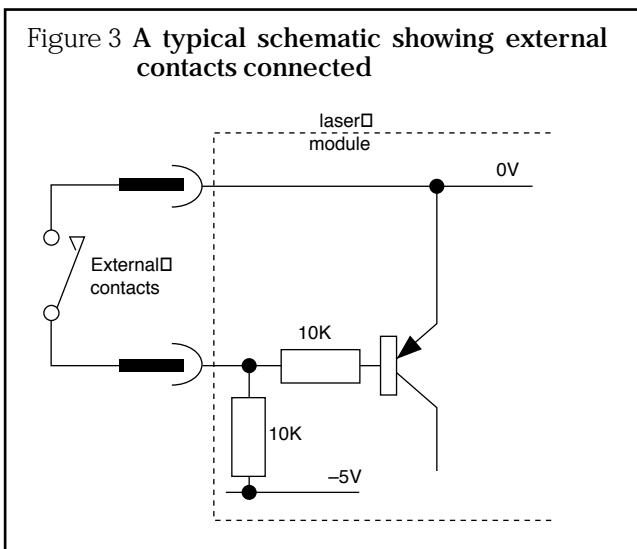 Figure 3 A typical schematic showing external
contacts connected
laser□
module
0V
External□
contacts
10K
10K
–5V